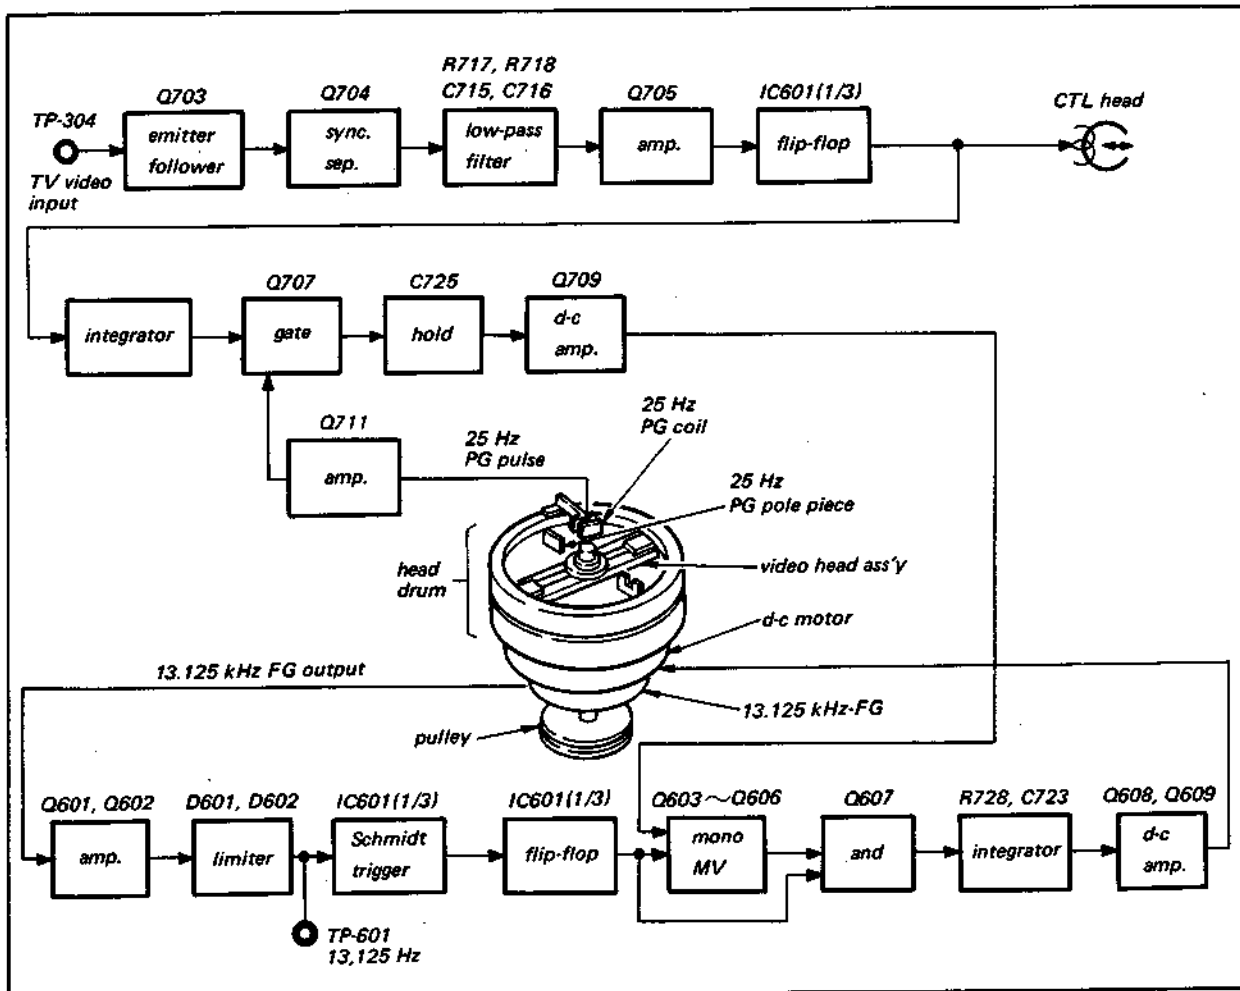 R717, R718
Q703
Q704
C715, C716
Q705
IC601(1/3)
CTL head
TP-304
emitter
follower
sync.
sep.
low-pass
filter
amp.
flip-flop
TV video
input
Q707
C725
Q709
integrator
gate
hold
d-c
amp.
Q711
amp.
25 Hz
PG pulse
25 Hz
PG coil
25 Hz
PG pole piece
head
drum
video head ass'y
d-c motor
13.125 kHz FG output
13.125 kHz-FG
pulley
Q601, Q602
D601, D602
IC601(1/3)
IC601(1/3)
Q603～Q606
Q607
R728, C723
Q608, Q609
amp.
limiter
Schmidt
trigger
flip-flop
mono
MV
and
integrator
d-c
amp.
TP-601
13,125 Hz